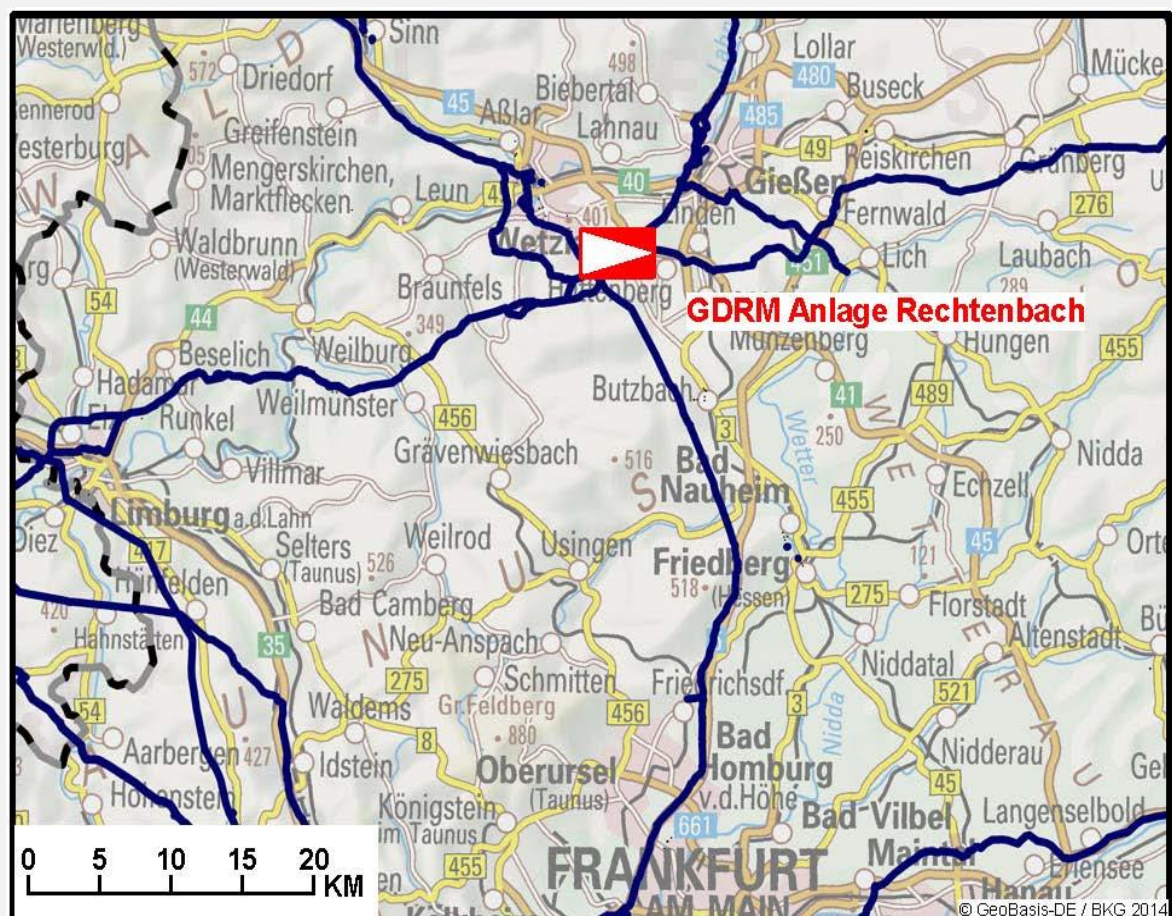 Marienberg
(Westerwld.)
Sinn
Lollar
Mücke
572
Driedorf
498
Biebertal
480
Buseck
45
Aßlar
485
Greifenstein
Lahnau
49
Reiskirchen
Grünberg
Mengerskirchen,
Marktflecken
Leun
40
Gießen
401
Linden
Fernwald
276
Waldbrunn
(Westerwald)
Lich
Laubach
451
289
54
Braunfels
Hüttenberg
GDRM Anlage Rechtenbach
44
349
Münzenberg
Hungen
Beselich
Weilburg
455
Hadamar
Butzbach
41
489
Runkel
Weilmünster
456
3
Wetter
250
Grävenwiesbach
516
Bad
Nauheim
Nidda
Villmar
455
Echzell
Limburg a.d.Lahn
Diez
417
Selters
(Taunus)
526
Weilrod
Usingen
Friedberg
(Hessen)
518
121
45
Hünfelden
275
Florstadt
420
Bad Camberg
Hahnstätten
35
Neu-Anspach
Altenstadt
Niddatal
275
Schmitten
Friedrichsdf.
521
54
Waldems
Gr.Feldberg
880
456
3
Nidda
Aarbergen
427
8
Idstein
Bad
Homburg
v.d.Höhe
Nidderau
Oberursel
(Taunus)
45
Hohenstein
Königstein
im Taunus
661
Bad-Vilbel
Langenselbold
0 5 10 15 20
KM
455
FRANKFURT
AM MAIN
Maintal
Erlensee
Hanau
© GeoBasis-DE / BKG 2014